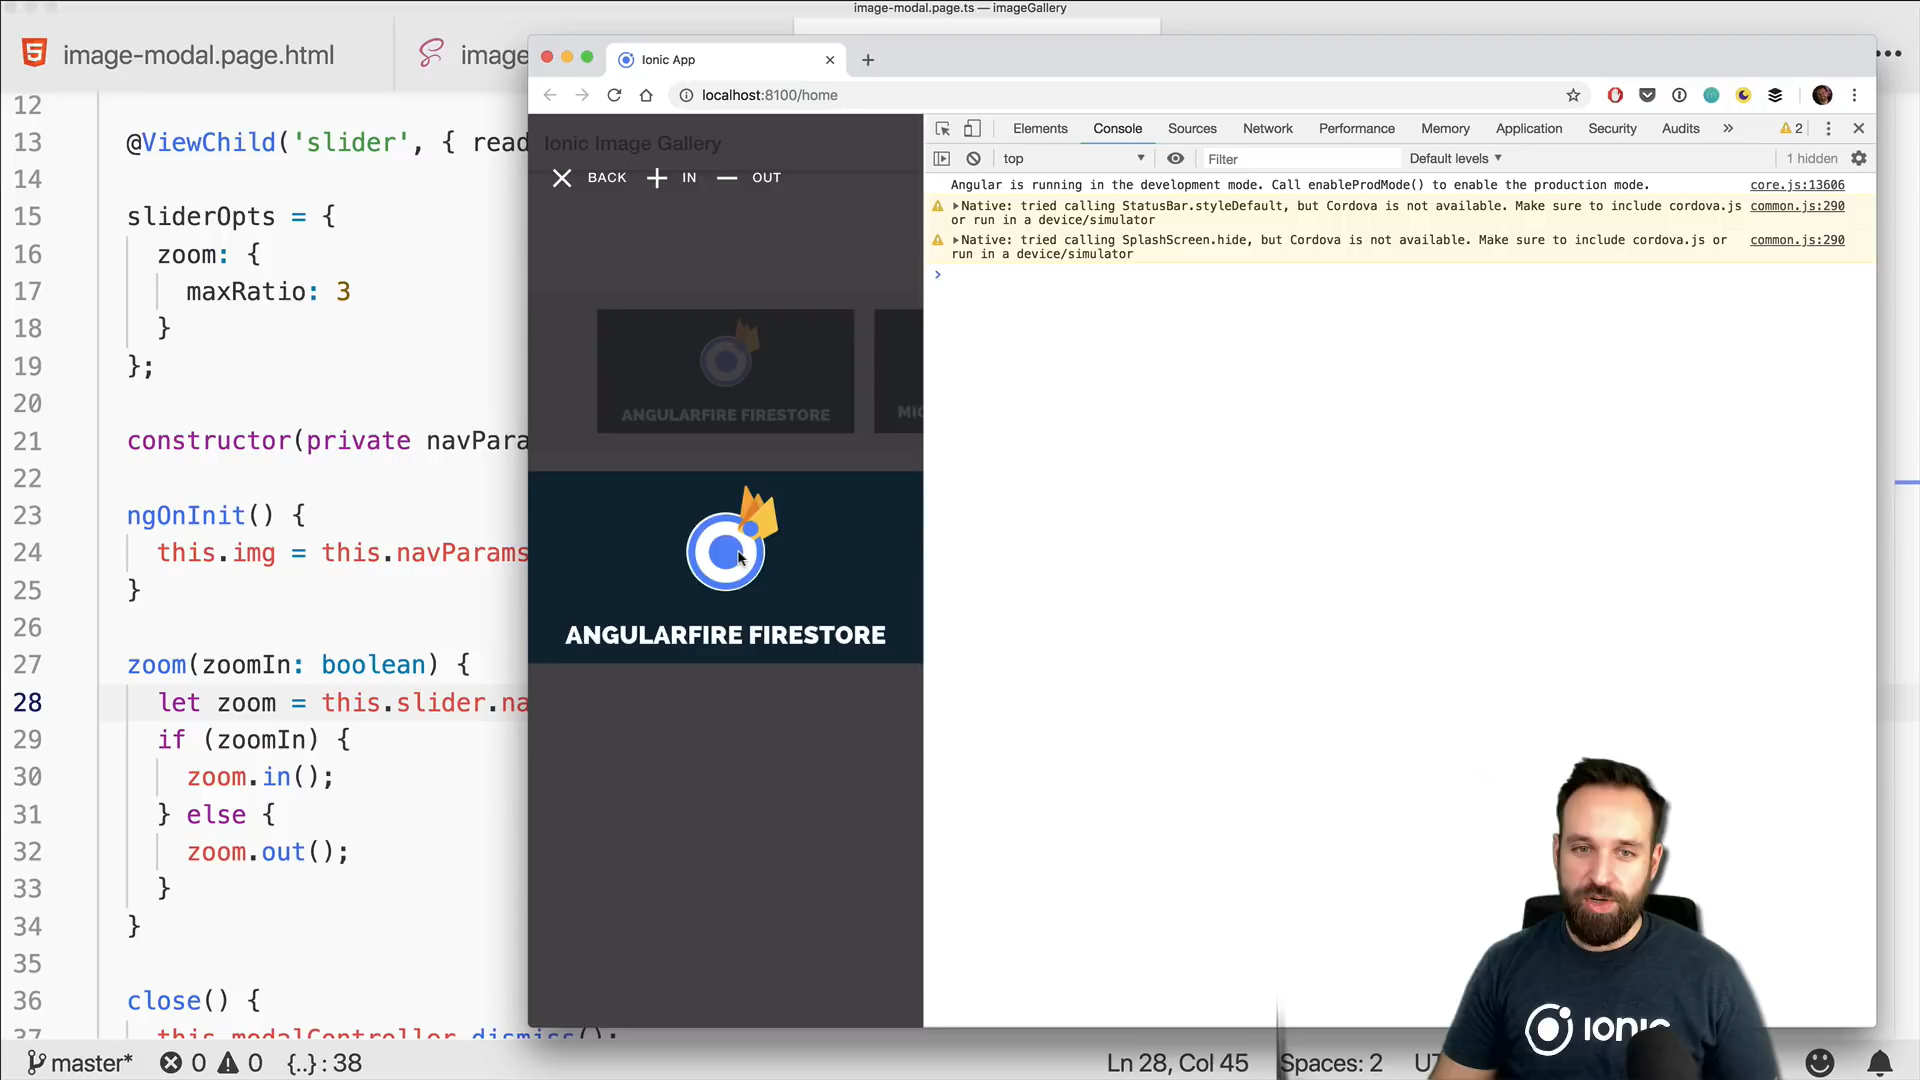 image-modal.page.ts — imageGallery
image-modal.page.html
image
Ionic App
localhost:8100/home
12
13 @ViewChild('slider', { read
14
15 sliderOpts = {
16 zoom: {
17 maxRatio: 3
18 }
19 };
20
21 constructor(private navPara
22
23 ngOnInit() {
24 this.img = this.navParams
25 }
26
27 zoom(zoomIn: boolean) {
28 let zoom = this.slider.na
29 if (zoomIn) {
30 zoom.in();
31 } else {
32 zoom.out();
33 }
34 }
35
36 close() {
37 this.modalController.dismiss();
Ionic Image Gallery
BACK IN OUT
ANGULARFIRE FIRESTORE
MIC
ANGULARFIRE FIRESTORE
Elements Console Sources Network Performance Memory Application Security Audits » 2
top Filter Default levels 1 hidden
Angular is running in the development mode. Call enableProdMode() to enable the production mode. core.js:13606
Native: tried calling StatusBar.styleDefault, but Cordova is not available. Make sure to include cordova.js common.js:290
or run in a device/simulator
Native: tried calling SplashScreen.hide, but Cordova is not available. Make sure to include cordova.js or common.js:290
run in a device/simulator
ionic
master* 0 0 {..}: 38 Ln 28, Col 45 Spaces: 2 UT